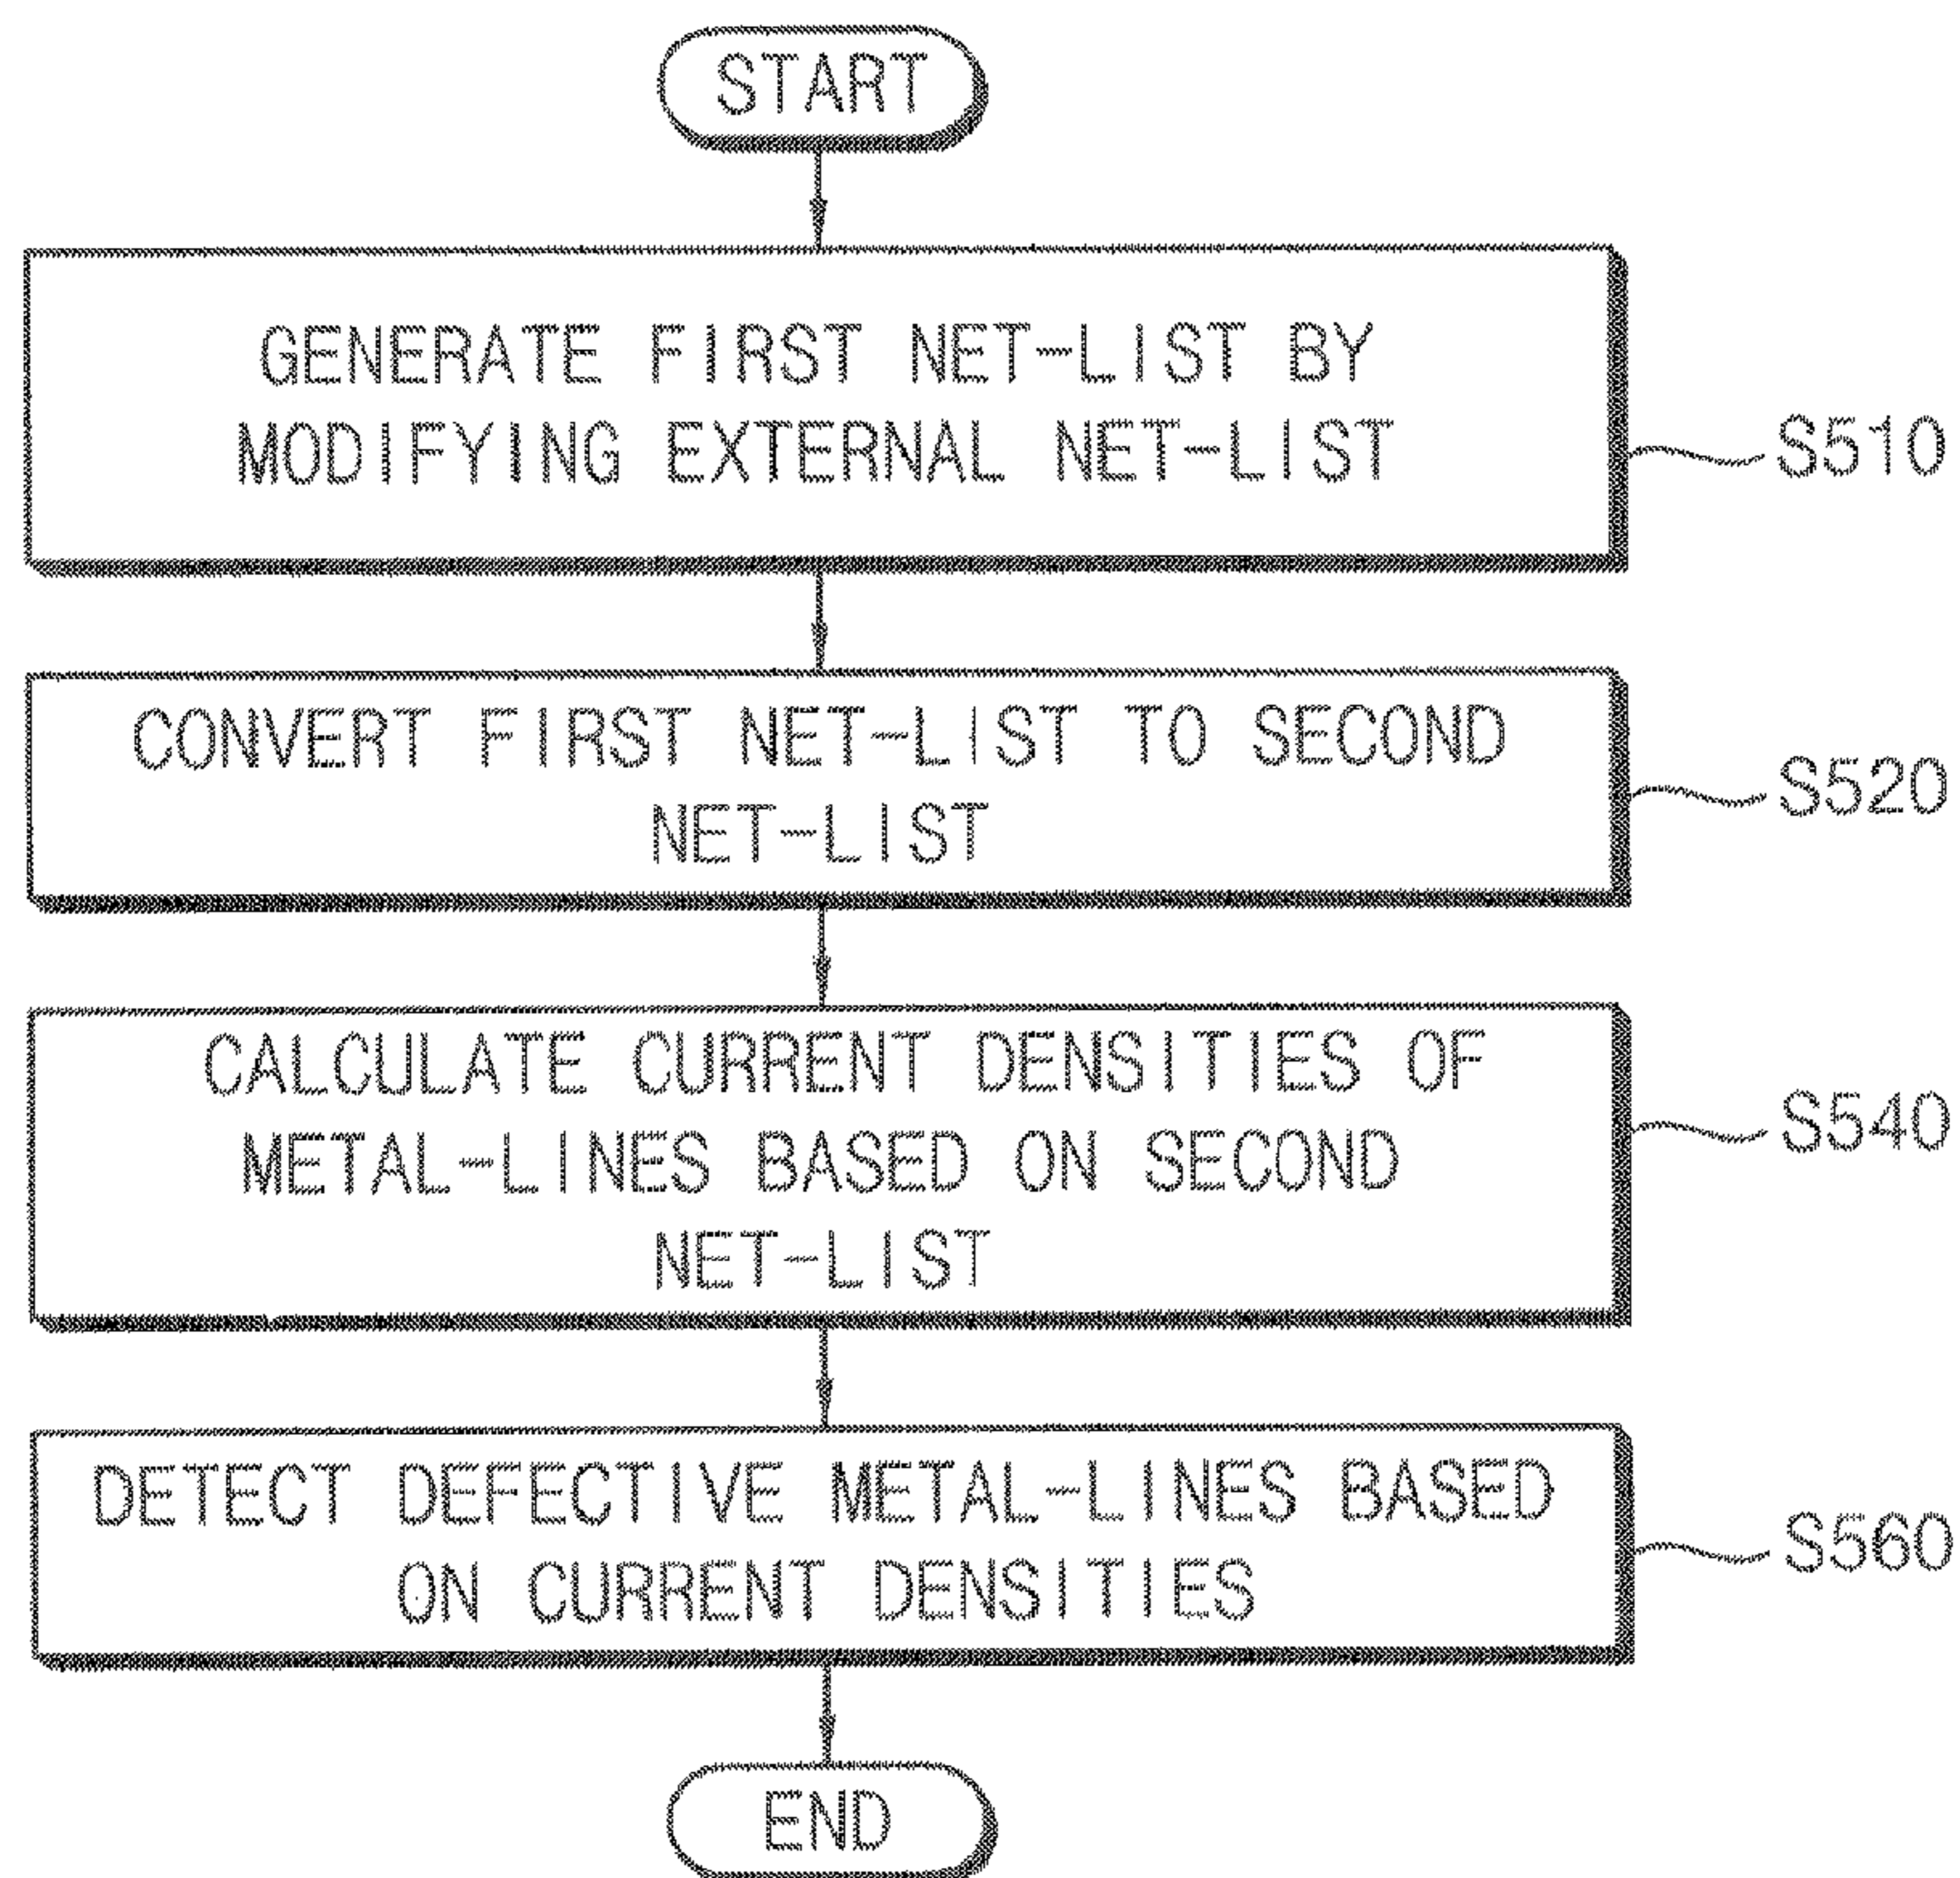 START
GENERATE FIRST NET-LIST BY
MODIFYING EXTERNAL NET-LIST
S510
CONVERT FIRST NET-LIST TO SECOND
NET-LIST
S520
CALCULATE CURRENT DENSITIES OF
METAL-LINES BASED ON SECOND
NET-LIST
S540
DETECT DEFECTIVE METAL-LINES BASED
ON CURRENT DENSITIES
S560
END